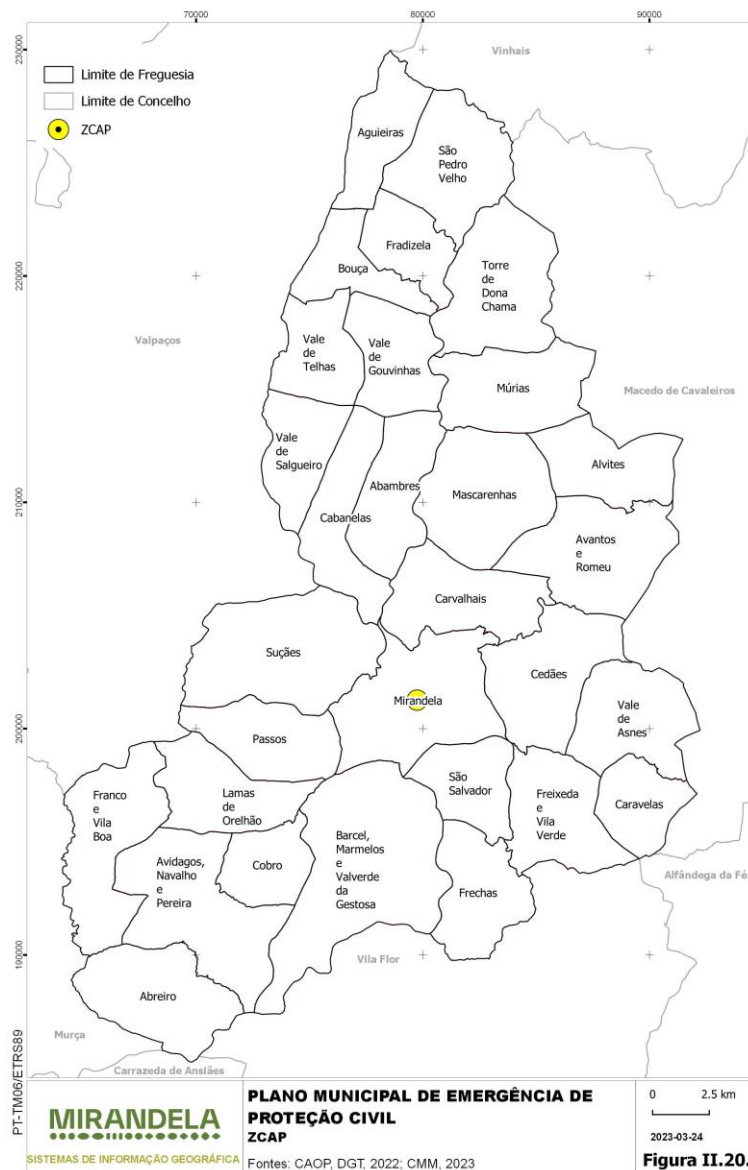 70000
80000
90000
230000
220000
210000
200000
190000
Limite de Freguesia
Limite de Concelho
ZCAP
Vinhais
Aguieiras
São
Pedro
Velho
Fradizela
Bouça
Torre
de
Dona
Chama
Valpaços
Vale
de
Telhas
Vale
de
Gouvinhas
Múrias
Macedo de Cavaleiros
Vale
de
Salgueiro
Abambres
Cabanelas
Mascarenhas
Alvites
Avantos
e
Romeu
Carvalhais
Suçães
Cedães
Mirandela
Vale
de
Asnes
Passos
São
Salvador
Franco
e
Vila
Boa
Lamas
de
Orelhão
Freixeda
e
Vila
Verde
Caravelas
Barcel,
Marmelos
e
Valverde
da
Gestosa
Avidagos,
Navalho
e
Pereira
Cobro
Frechas
Alfândega da Fé
Vila Flor
Abreiro
Murça
Carrazeda de Ansiães
PT-TM06/ETRS89
MIRANDELA
SISTEMAS DE INFORMAÇÃO GEOGRÁFICA
PLANO MUNICIPAL DE EMERGÊNCIA DE
PROTEÇÃO CIVIL
ZCAP
Fontes: CAOP, DGT, 2022; CMM, 2023
0 2.5 km
2023-03-24
Figura II.20.